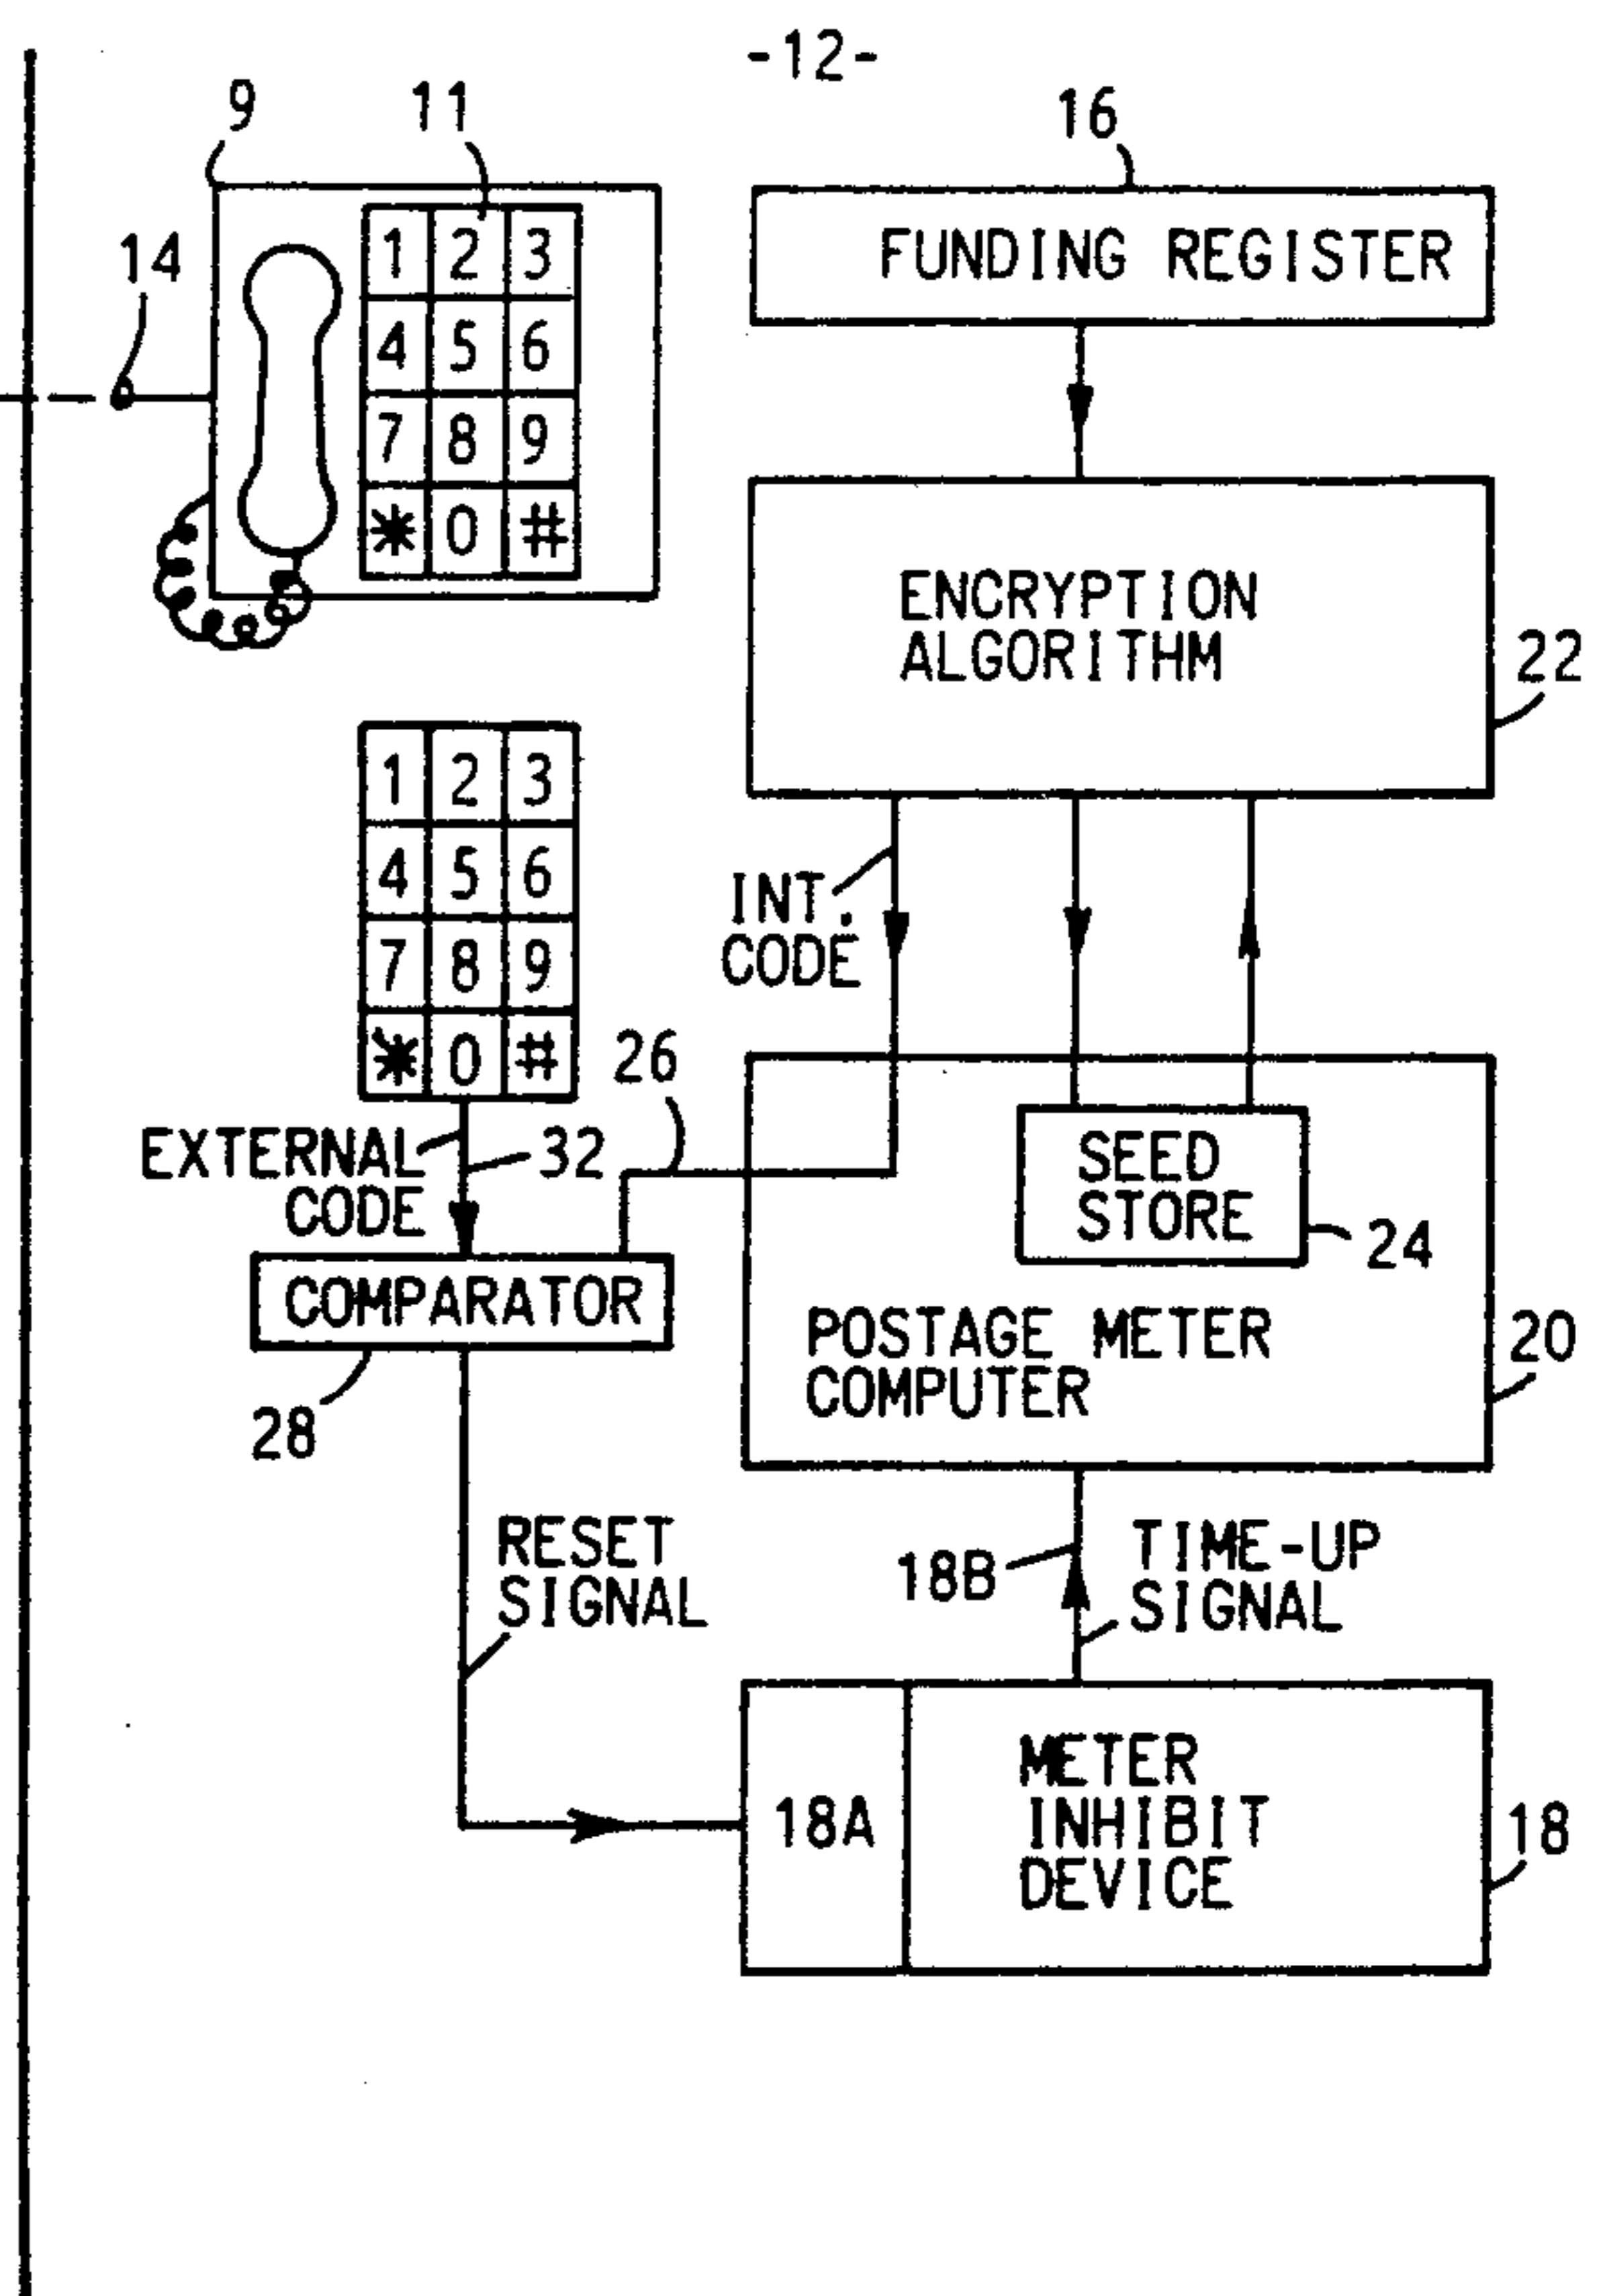 -12-
9
11
16
14
1 2 3
4 5 6
7 8 9
* 0 #
FUNDING REGISTER
ENCRYPTION
ALGORITHM
22
1 2 3
4 5 6
7 8 9
* 0 #
INT.
CODE
26
EXTERNAL
CODE
32
SEED
STORE
24
COMPARATOR
28
POSTAGE METER
COMPUTER
20
RESET
SIGNAL
18B
TIME-UP
SIGNAL
18A
METER
INHIBIT
DEVICE
18